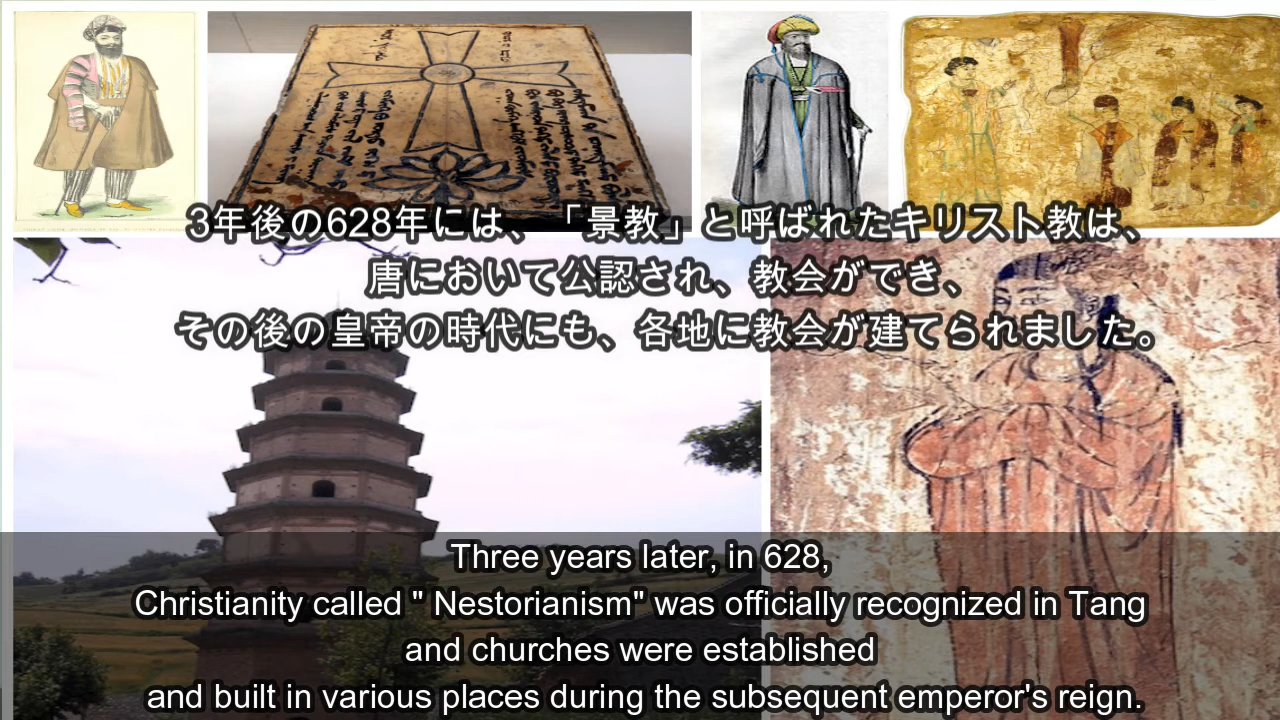 3年後の628年には、「景教」と呼ばれたキリスト教は、
唐において公認され、教会ができ、
その後の皇帝の時代にも、各地に教会が建てられました。
Three years later, in 628,
Christianity called " Nestorianism" was officially recognized in Tang
and churches were established
and built in various places during the subsequent emperor's reign.